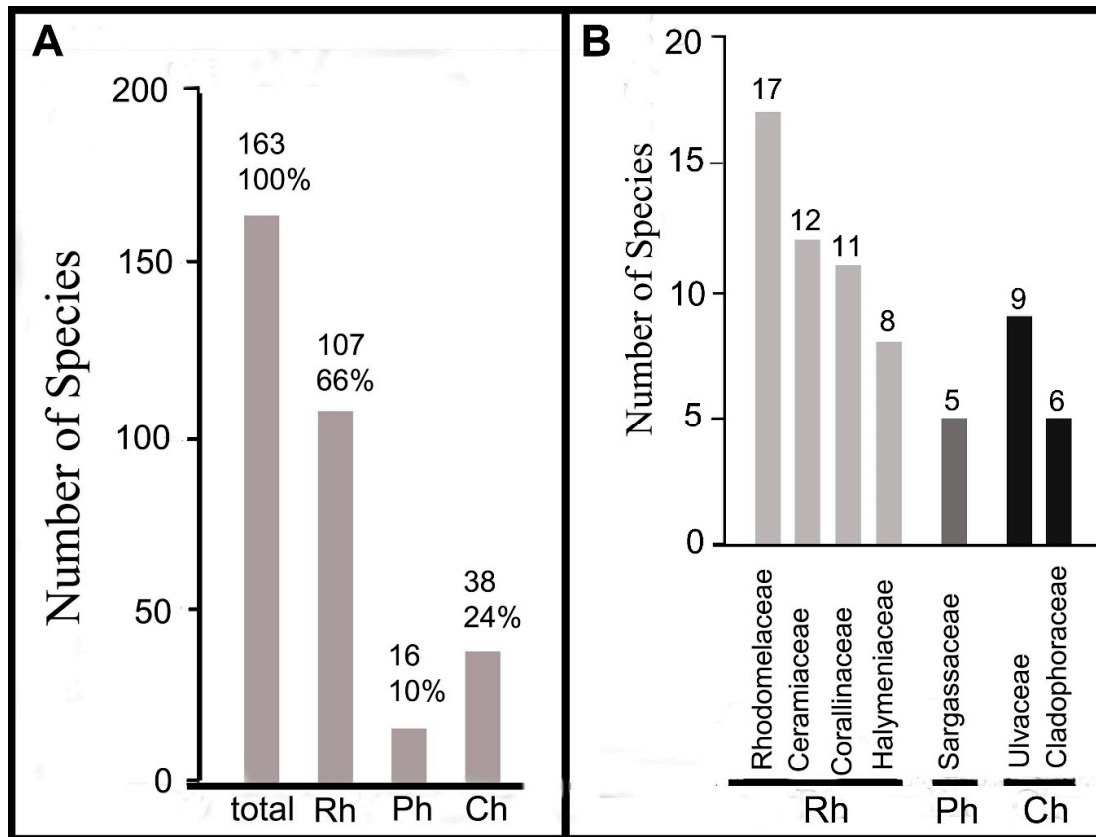 A
Number of Species
200
150
100
50
0
163
100%
107
66%
16
10%
38
24%
total
Rh
Ph
Ch
B
Number of Species
20
15
10
5
0
17
12
11
8
5
9
6
Rhodomelaceae
Ceramiaceae
Corallinaceae
Halymeniaceae
Sargassaceae
Ulvaceae
Cladophoraceae
Rh
Ph
Ch